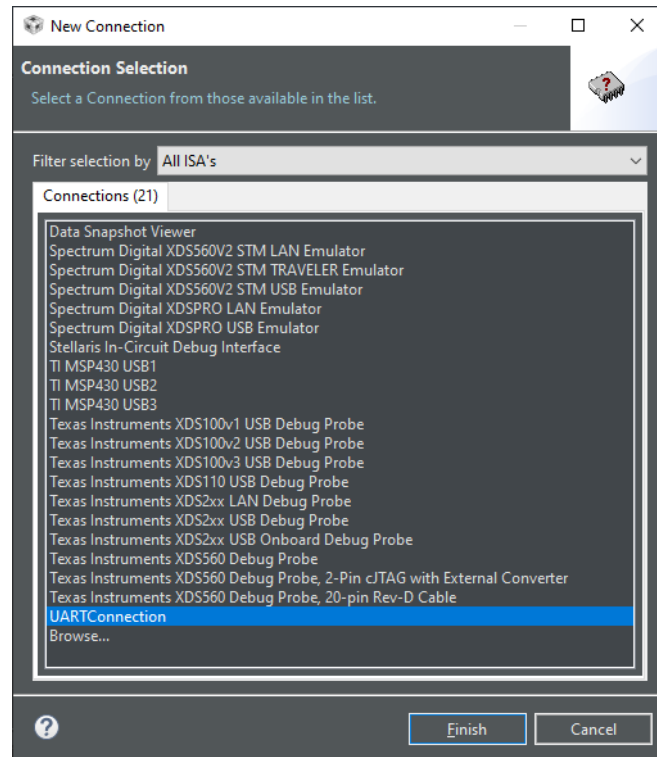 New Connection
Connection Selection
Select a Connection from those available in the list.
?
Filter selection by All ISA's
Connections (21)
Data Snapshot Viewer
Spectrum Digital XDS560V2 STM LAN Emulator
Spectrum Digital XDS560V2 STM TRAVELER Emulator
Spectrum Digital XDS560V2 STM USB Emulator
Spectrum Digital XDSPRO LAN Emulator
Spectrum Digital XDSPRO USB Emulator
Stellaris In-Circuit Debug Interface
TI MSP430 USB1
TI MSP430 USB2
TI MSP430 USB3
Texas Instruments XDS100v1 USB Debug Probe
Texas Instruments XDS100v2 USB Debug Probe
Texas Instruments XDS100v3 USB Debug Probe
Texas Instruments XDS110 USB Debug Probe
Texas Instruments XDS2xx LAN Debug Probe
Texas Instruments XDS2xx USB Debug Probe
Texas Instruments XDS2xx USB Onboard Debug Probe
Texas Instruments XDS560 Debug Probe
Texas Instruments XDS560 Debug Probe, 2-Pin cJTAG with External Converter
Texas Instruments XDS560 Debug Probe, 20-pin Rev-D Cable
UARTConnection
Browse...
? Finish Cancel